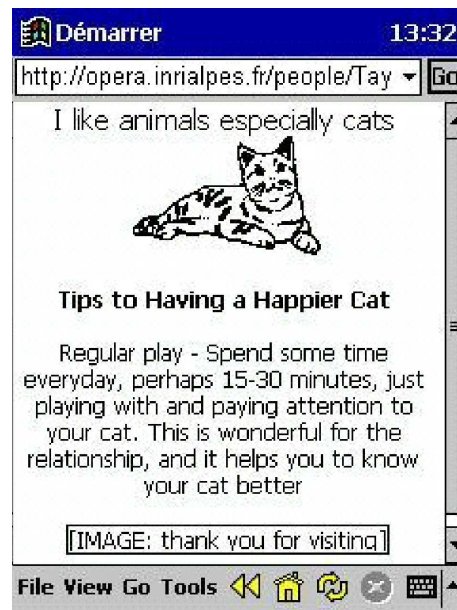 Démarrer 13:32
http://opera.inrialpes.fr/people/Tay Go
I like animals especially cats
Tips to Having a Happier Cat
Regular play - Spend some time
everyday, perhaps 15-30 minutes, just
playing with and paying attention to
your cat. This is wonderful for the
relationship, and it helps you to know
your cat better
[IMAGE: thank you for visiting]
File View Go Tools